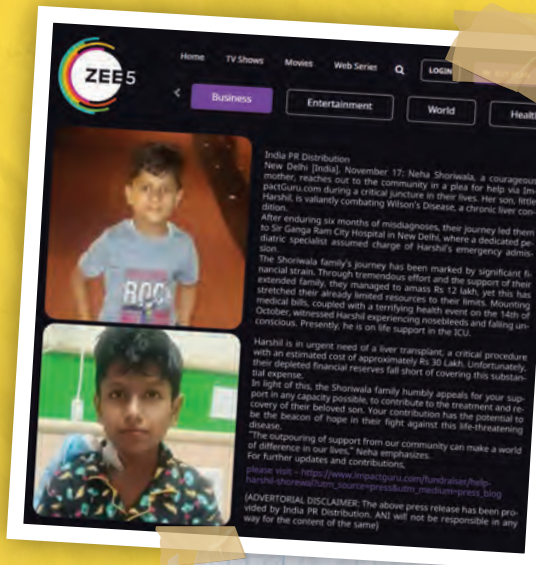 ZEE5
Home TV Shows Movies Web Series LOGIN
Business Entertainment World Health
India PR Distribution
New Delhi [India], November 17: Neha Shoriwala, a courageous
mother, reaches out to the community in a plea for help via Im-
pactGuru.com during a critical juncture in their lives. Her son, little
Harshil, is valiantly combating Wilson's Disease, a chronic liver con-
dition.
After enduring six months of misdiagnoses, their journey led them
to Sir Ganga Ram City Hospital in New Delhi, where a dedicated pe-
diatric specialist assumed charge of Harshil's emergency admis-
sion.
The Shoriwala family's journey has been marked by significant fi-
nancial strain. Through tremendous effort and the support of their
extended family, they managed to amass Rs 12 lakh, yet this has
stretched their already limited resources to their limits. Mounting
medical bills, coupled with a terrifying health event on the 14th of
October, witnessed Harshil experiencing nosebleeds and falling un-
conscious. Presently, he is on life support in the ICU.
Harshil is in urgent need of a liver transplant, a critical procedure
with an estimated cost of approximately Rs 30 Lakh. Unfortunately,
their depleted financial reserves fall short of covering this substan-
tial expense.
In light of this, the Shoriwala family humbly appeals for your sup-
port in any capacity possible, to contribute to the treatment and re-
covery of their beloved son. Your contribution has the potential to
be the beacon of hope in their fight against this life-threatening
disease.
"The outpouring of support from our community can make a world
of difference in our lives," Neha emphasizes.
For further updates and contributions,
please visit – https://www.impactguru.com/fundraiser/help-
harshil-shorewal?utm_source=press&utm_medium=press_blog
(ADVERTORIAL DISCLAIMER: The above press release has been pro-
vided by India PR Distribution. ANI will not be responsible in any
way for the content of the same)